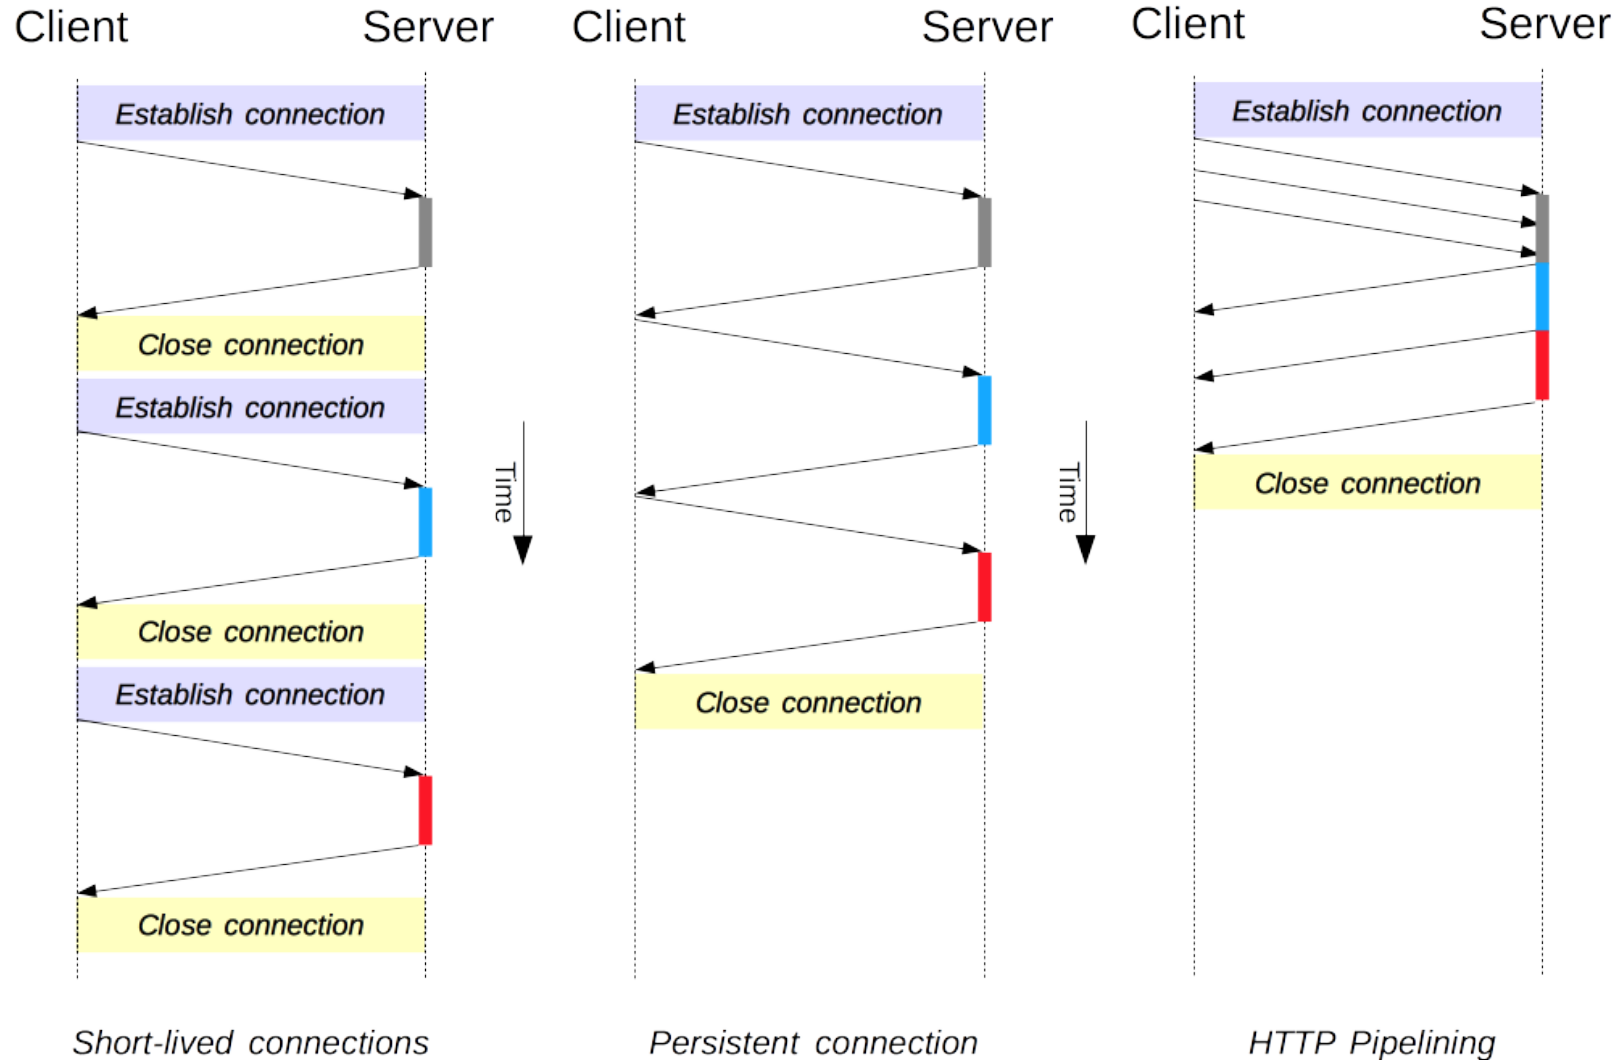 Client Server
Establish connection
Close connection
Establish connection
Close connection
Establish connection
Close connection
Short-lived connections
Time
Client Server
Establish connection
Close connection
Persistent connection
Time
Client Server
Establish connection
Close connection
HTTP Pipelining